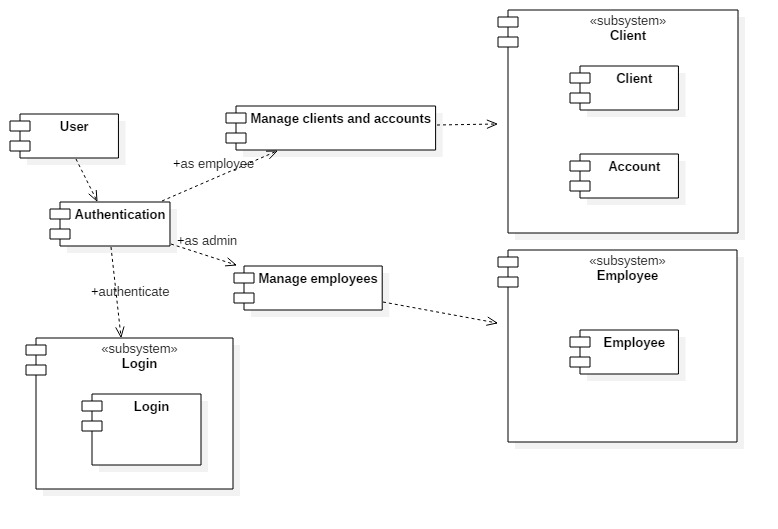 «subsystem»
Client
Client
Account
User
Manage clients and accounts
+as employee
Authentication
+as admin
Manage employees
+authenticate
«subsystem»
Employee
Employee
«subsystem»
Login
Login